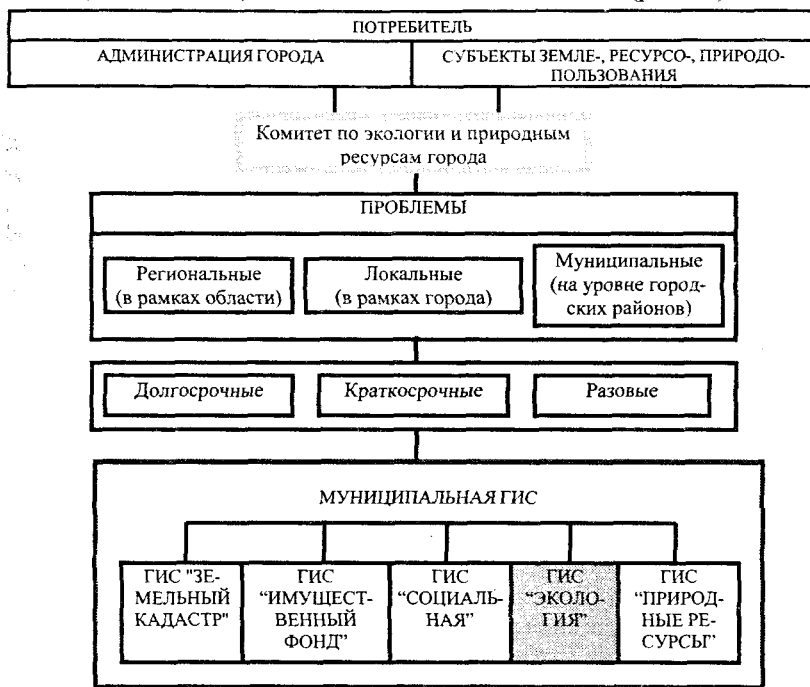 ПОТРЕБИТЕЛЬ
АДМИНИСТРАЦИЯ ГОРОДА
СУБЪЕКТЫ ЗЕМЛЕ-, РЕСУРСО-, ПРИРОДО-
ПОЛЬЗОВАНИЯ
Комитет по экологии и природным
ресурсам города
ПРОБЛЕМЫ
Региональные
(в рамках области)
Локальные
(в рамках города)
Муниципальные
(на уровне город-
ских районов)
Долгосрочные
Краткосрочные
Разовые
МУНИЦИПАЛЬНАЯ ГИС
ГИС "ЗЕ-
МЕЛЬНЫЙ
КАДАСТР"
ГИС
“ИМУЩЕСТ-
ВЕННЫЙ
ФОНД”
ГИС
“СОЦИАЛЬ-
НАЯ”
ГИС
“ЭКОЛО-
ГИЯ”
ГИС
“ПРИРОД-
НЫЕ РЕ-
СУРСЫ”